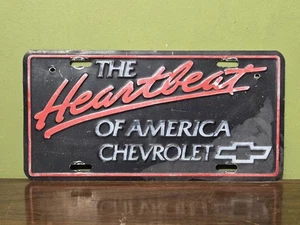 THE
Heartbeat
OF AMERICA
CHEVROLET